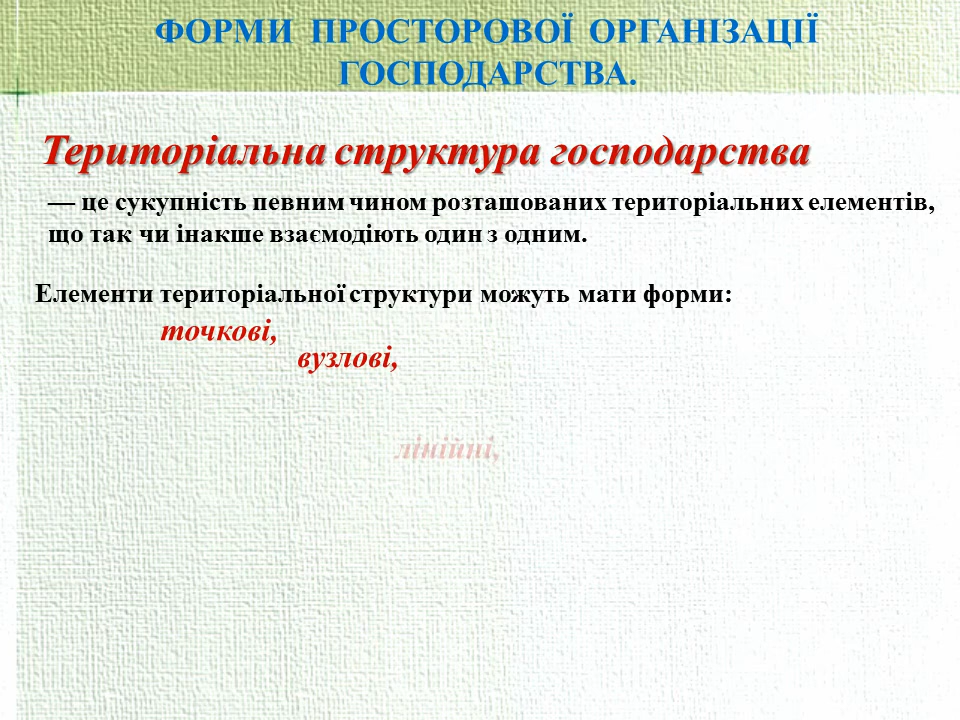 ФОРМИ ПРОСТОРОВОЇ ОРГАНІЗАЦІЇ
ГОСПОДАРСТВА.
Територіальна структура господарства
— це сукупність певним чином розташованих територіальних елементів,
що так чи інакше взаємодіють один з одним.
Елементи територіальної структури можуть мати форми:
точкові,
вузлові,
лінійні,